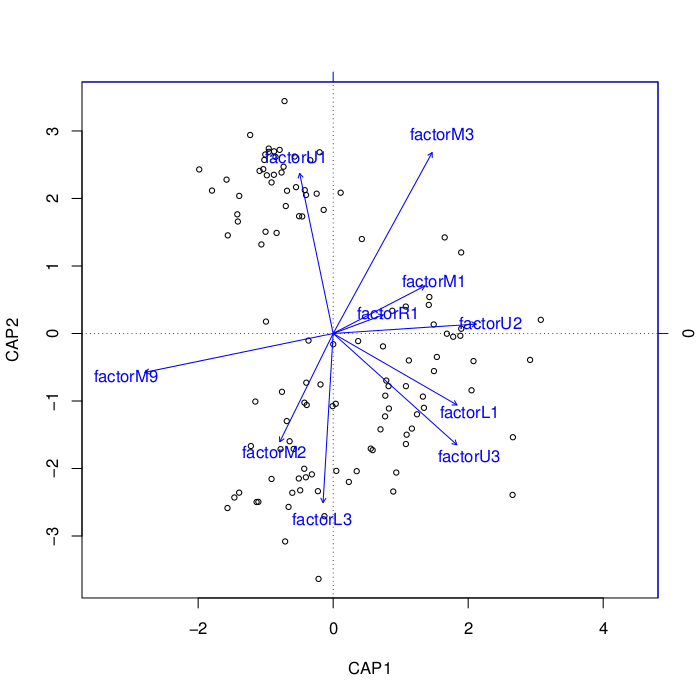 3
factorM3
factorU1
2
1
factorM1
factorR1
factorU2
CAP2
0
0
factorM9
−1
factorL1
factorM2
factorU3
−2
factorL3
−3
−2
0
2
4
CAP1